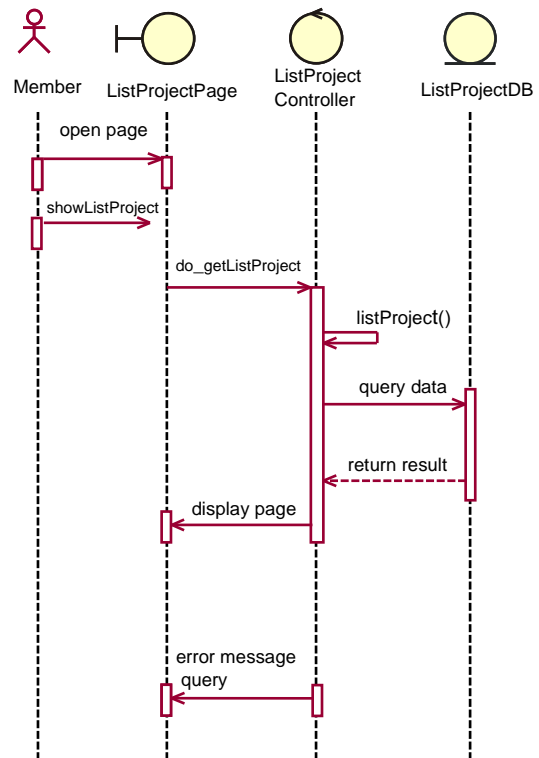 Member
ListProjectPage
ListProject
Controller
ListProjectDB
open page
showListProject
do_getListProject
listProject()
query data
return result
display page
error message
query